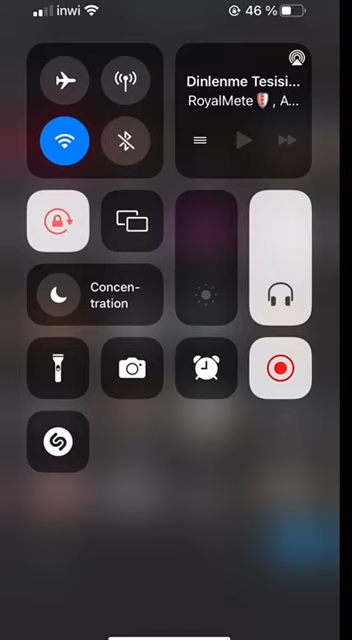 inwi 46 %
Dinlenme Tesisi...
RoyalMete , A...
Concen-
tration